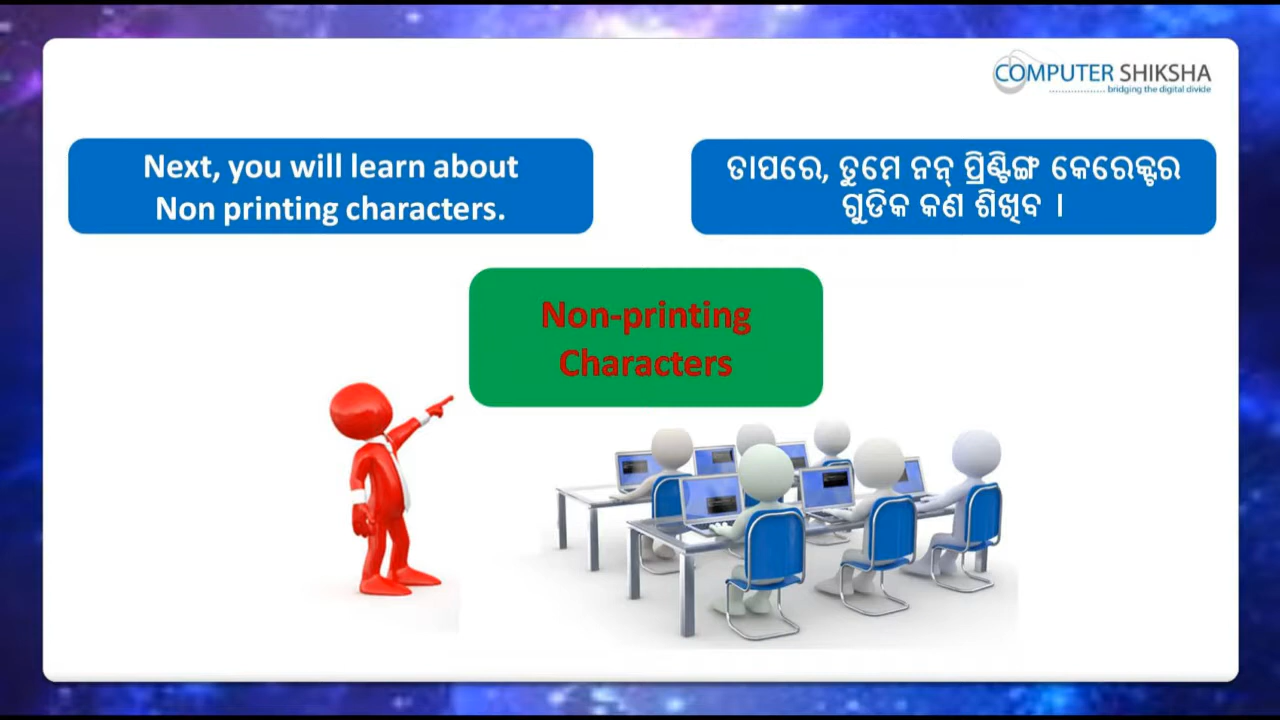 COMPUTER SHIKSHA
bridging the digital divide
Next, you will learn about
Non printing characters.
ତାପରେ, ତୁମେ ନନ୍ ପ୍ରିଣ୍ଟିଙ୍ଗ କେରେକ୍ଟର
ଗୁଡିକ କଣ ଶିଖିବ ।
Non-printing
Characters